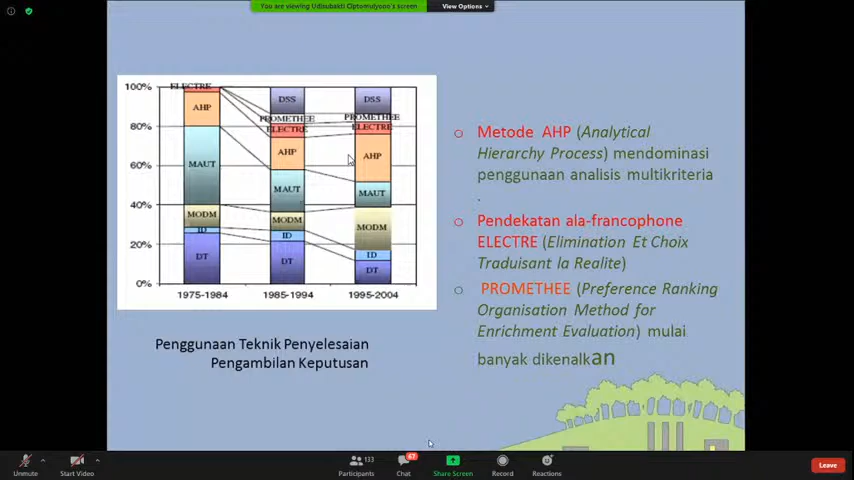 You are viewing Udisubakti Ciptomulyono's screen
View Options
100%
80%
60%
40%
20%
0%
ELECTRE
AHP
MAUT
MODM
ID
DT
DSS
PROMETHEE
ELECTRE
AHP
MAUT
MODM
ID
DT
DSS
PROMETHEE
ELECTRE
AHP
MAUT
MODM
ID
DT
1975-1984
1985-1994
1995-2004
Penggunaan Teknik Penyelesaian
Pengambilan Keputusan
Metode AHP (Analytical
Hierarchy Process) mendominasi
penggunaan analisis multikriteria
.
Pendekatan ala-francophone
ELECTRE (Elimination Et Choix
Traduisant la Realite)
PROMETHEE (Preference Ranking
Organisation Method for
Enrichment Evaluation) mulai
banyak dikenalkan
Unmute
Start Video
133
Participants
67
Chat
Share Screen
Record
Reactions
Leave